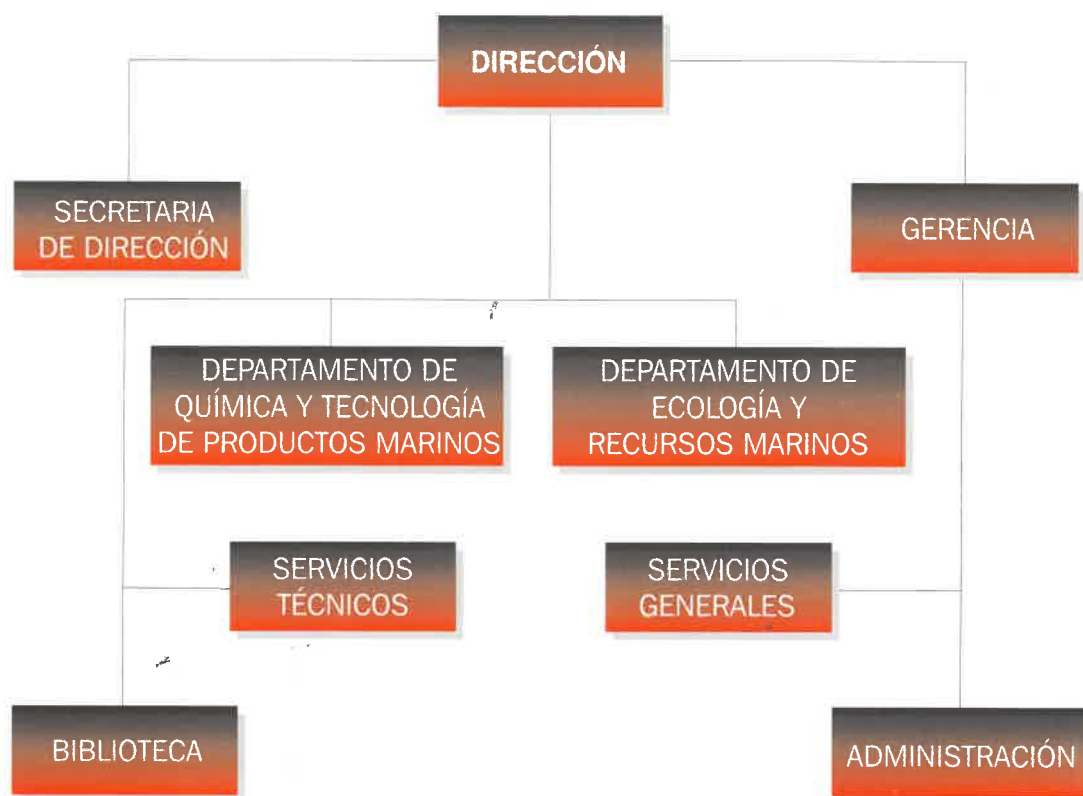 DIRECCIÓN
SECRETARIA
DE DIRECCIÓN
GERENCIA
DEPARTAMENTO DE
QUÍMICA Y TECNOLOGÍA
DE PRODUCTOS MARINOS
DEPARTAMENTO DE
ECOLOGÍA Y
RECURSOS MARINOS
SERVICIOS
TÉCNICOS
SERVICIOS
GENERALES
BIBLIOTECA
ADMINISTRACIÓN